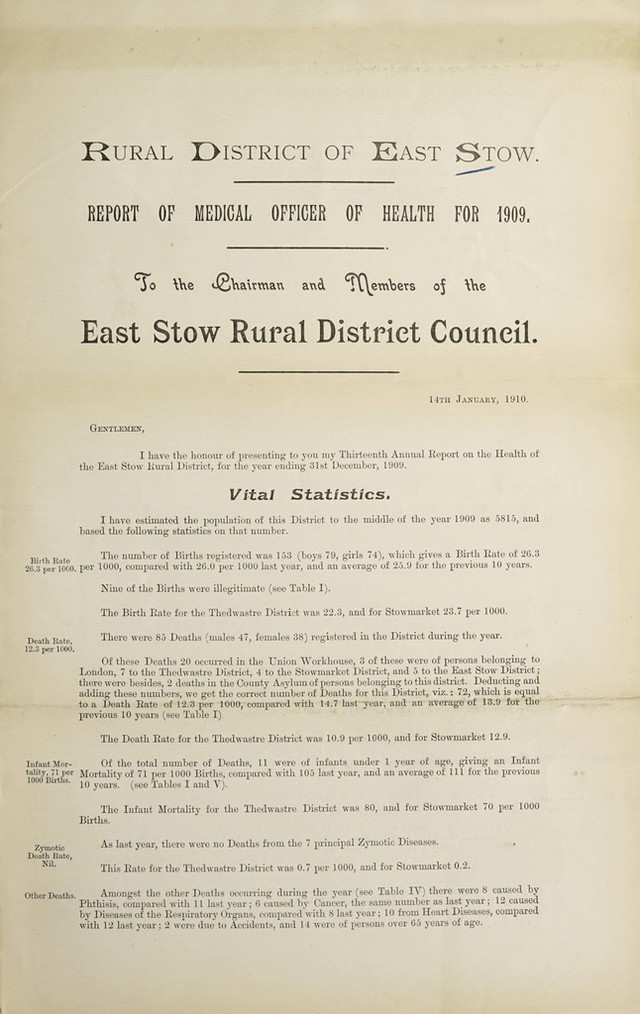 RURAL DISTRICT OF EAST STOW.
REPORT OF MEDICAL OFFICER OF HEALTH FOR 1909.
To the Chairman and Members of the
East Stow Rural District Council.
14TH JANUARY, 1910.
GENTLEMEN,
I have the honour of presenting to you my Thirteenth Annual Report on the Health of
the East Stow Rural District, for the year ending 31st December, 1909.
Vital Statistics.
I have estimated the population of this District to the middle of the year 1909 as 5815, and
based the following statistics on that number.
Birth Rate
26.3 per 1000.
The number of Births registered was 153 (boys 79, girls 74), which gives a Birth Rate of 26.3
per 1000, compared with 26.0 per 1000 last year, and an average of 25.9 for the previous 10 years.
Nine of the Births were illegitimate (see Table I).
The Birth Rate for the Thedwastre District was 22.3, and for Stowmarket 23.7 per 1000.
Death Rate,
12.3 per 1000.
There were 85 Deaths (males 47, females 38) registered in the District during the year.
Of these Deaths 20 occurred in the Union Workhouse, 3 of these were of persons belonging to
London, 7 to the Thedwastre District, 4 to the Stowmarket District, and 5 to the East Stow District;
there were besides, 2 deaths in the County Asylum of persons belonging to this district. Deducting and
adding these numbers, we get the correct number of Deaths for this District, viz.: 72, which is equal
to a Death Rate of 12.3 per 1000, compared with 14.7 last year, and an average of 13.9 for the
previous 10 years (see Table I)
The Death Rate for the Thedwastre District was 10.9 per 1000, and for Stowmarket 12.9.
Infant Mor-
tality, 71 per
1000 Births.
Of the total number of Deaths, 11 were of infants under 1 year of age, giving an Infant
Mortality of 71 per 1000 Births, compared with 105 last year, and an average of 111 for the previous
10 years. (see Tables I and V).
The Infant Mortality for the Thedwastre District was 80, and for Stowmarket 70 per 1000
Births.
Zymotic
Death Rate,
Nil.
As last year, there were no Deaths from the 7 principal Zymotic Diseases.
This Rate for the Thedwastre District was 0.7 per 1000, and for Stowmarket 0.2.
Other Deaths.
Amongst the other Deaths occurring during the year (see Table IV) there were 8 caused by
Phthisis, compared with 11 last year; 6 caused by Cancer, the same number as last year; 12 caused
by Diseases of the Respiratory Organs, compared with 8 last year; 10 from Heart Diseases, compared
with 12 last year; 2 were due to Accidents, and 14 were of persons over 65 years of age.